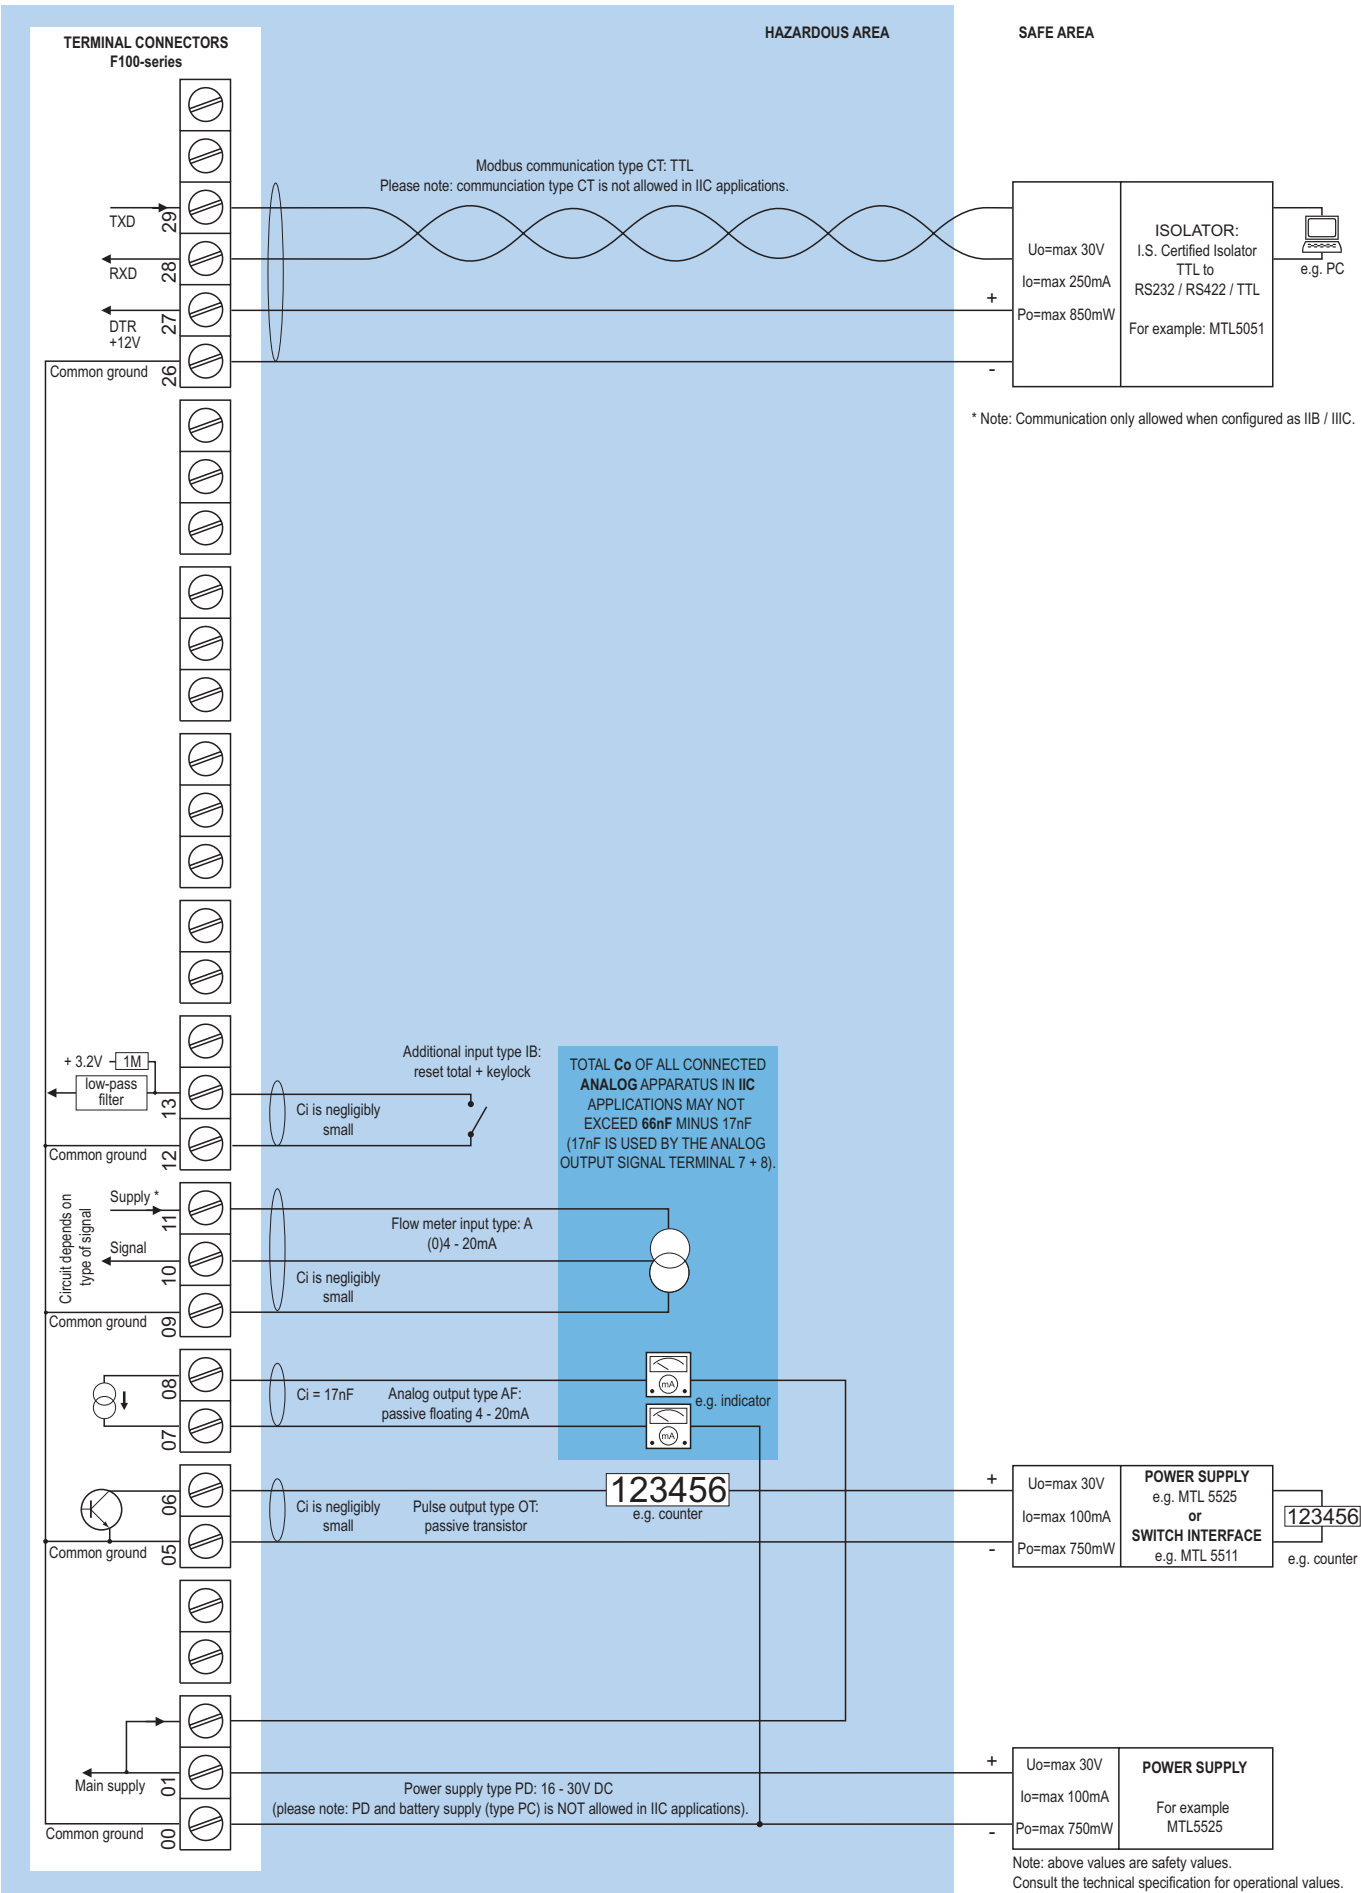 TERMINAL CONNECTORS
F100-series
HAZARDOUS AREA
SAFE AREA
Modbus communication type CT: TTL
Please note: communciation type CT is not allowed in IIC applications.
TXD
29
RXD
28
DTR
+12V
27
Common ground
26
+
-
Uo=max 30V
Io=max 250mA
Po=max 850mW
ISOLATOR:
I.S. Certified Isolator
TTL to
RS232 / RS422 / TTL
For example: MTL5051
e.g. PC
* Note: Communication only allowed when configured as IIB / IIIC.
+ 3.2V
1M
low-pass
filter
13
Common ground
12
Ci is negligibly
small
Additional input type IB:
reset total + keylock
TOTAL Co OF ALL CONNECTED
ANALOG APPARATUS IN IIC
APPLICATIONS MAY NOT
EXCEED 66nF MINUS 17nF
(17nF IS USED BY THE ANALOG
OUTPUT SIGNAL TERMINAL 7 + 8).
Circuit depends on
type of signal
Supply *
11
Signal
10
Common ground
09
Flow meter input type: A
(0)4 - 20mA
Ci is negligibly
small
08
07
Ci = 17nF
Analog output type AF:
passive floating 4 - 20mA
mA
mA
e.g. indicator
06
Common ground
05
Ci is negligibly
small
Pulse output type OT:
passive transistor
123456
e.g. counter
+
-
Uo=max 30V
Io=max 100mA
Po=max 750mW
POWER SUPPLY
e.g. MTL 5525
or
SWITCH INTERFACE
e.g. MTL 5511
123456
e.g. counter
Main supply
01
Common ground
00
Power supply type PD: 16 - 30V DC
(please note: PD and battery supply (type PC) is NOT allowed in IIC applications).
+
-
Uo=max 30V
Io=max 100mA
Po=max 750mW
POWER SUPPLY
For example
MTL5525
Note: above values are safety values.
Consult the technical specification for operational values.